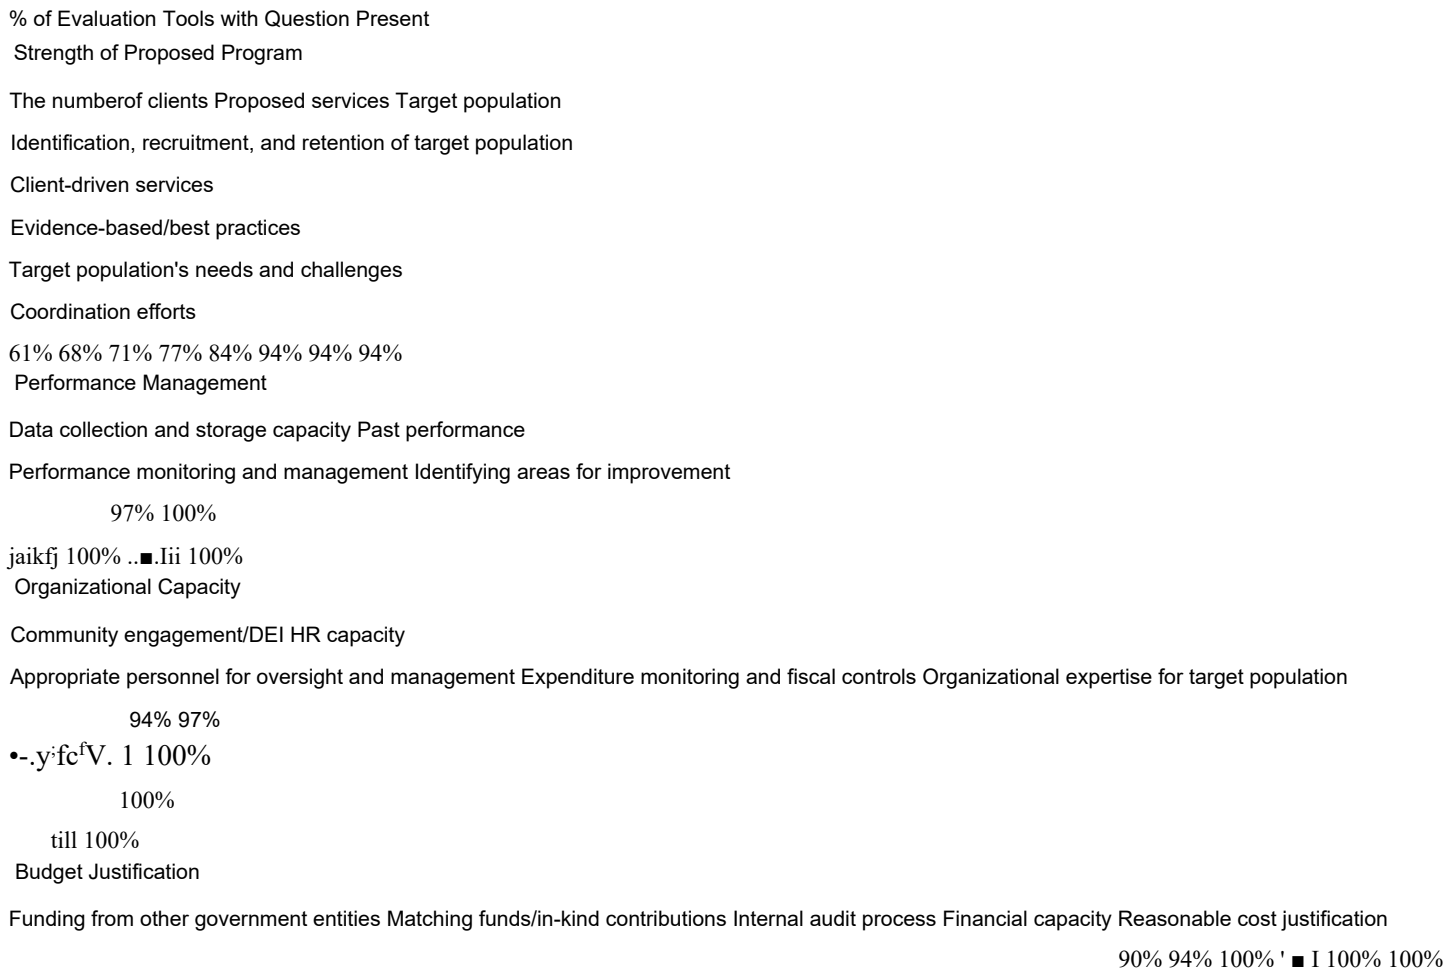 % of Evaluation Tools with Question Present
Strength of Proposed Program
The numberof clients Proposed services Target population
Identification, recruitment, and retention of target population
Client-driven services
Evidence-based/best practices
Target population's needs and challenges
Coordination efforts
61% 68% 71% 77% 84% 94% 94% 94%
Performance Management
Data collection and storage capacity Past performance
Performance monitoring and management Identifying areas for improvement
97% 100%
jaikfj 100% ..■.Iii 100%
Organizational Capacity
Community engagement/DEI HR capacity
Appropriate personnel for oversight and management Expenditure monitoring and fiscal controls Organizational expertise for target population
94% 97%
•-.y;fcfV. 1 100%
100%
till 100%
Budget Justification
Funding from other government entities Matching funds/in-kind contributions Internal audit process Financial capacity Reasonable cost justification
90% 94% 100% ' ■ I 100% 100%